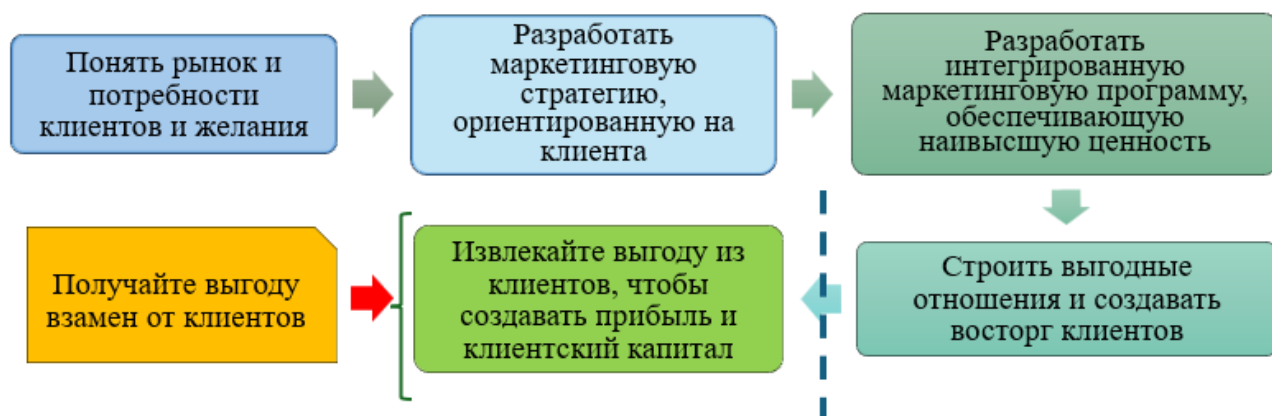 Понять рынок и
потребности
клиентов и желания
Разработать
маркетинговую
стратегию,
ориентированную на
клиента
Разработать
интегрированную
маркетинговую программу,
обеспечивающую
наивысшую ценность
Получайте выгоду
взамен от клиентов
Извлекайте выгоду из
клиентов, чтобы
создавать прибыль и
клиентский капитал
Строить выгодные
отношения и создавать
восторг клиентов